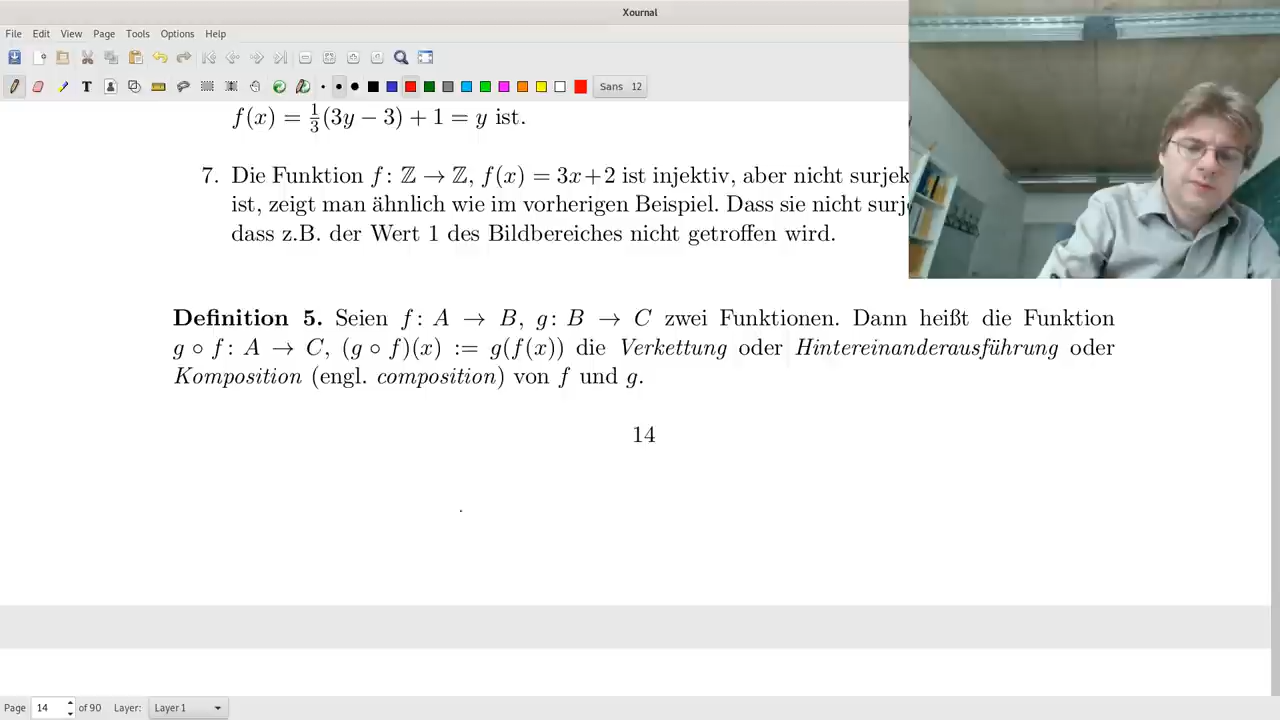 Xournal
File Edit View Page Tools Options Help
Sans 12
f(x) = 1/3(3y − 3) + 1 = y ist.
7. Die Funktion f: ℤ → ℤ, f(x) = 3x+2 ist injektiv, aber nicht surjek
ist, zeigt man ähnlich wie im vorherigen Beispiel. Dass sie nicht surj
dass z.B. der Wert 1 des Bildbereiches nicht getroffen wird.
Definition 5. Seien f: A → B, g: B → C zwei Funktionen. Dann heißt die Funktion
g ∘ f: A → C, (g ∘ f)(x) := g(f(x)) die Verkettung oder Hintereinanderausführung oder
Komposition (engl. composition) von f und g.
14
Page 14 of 90 Layer: Layer 1